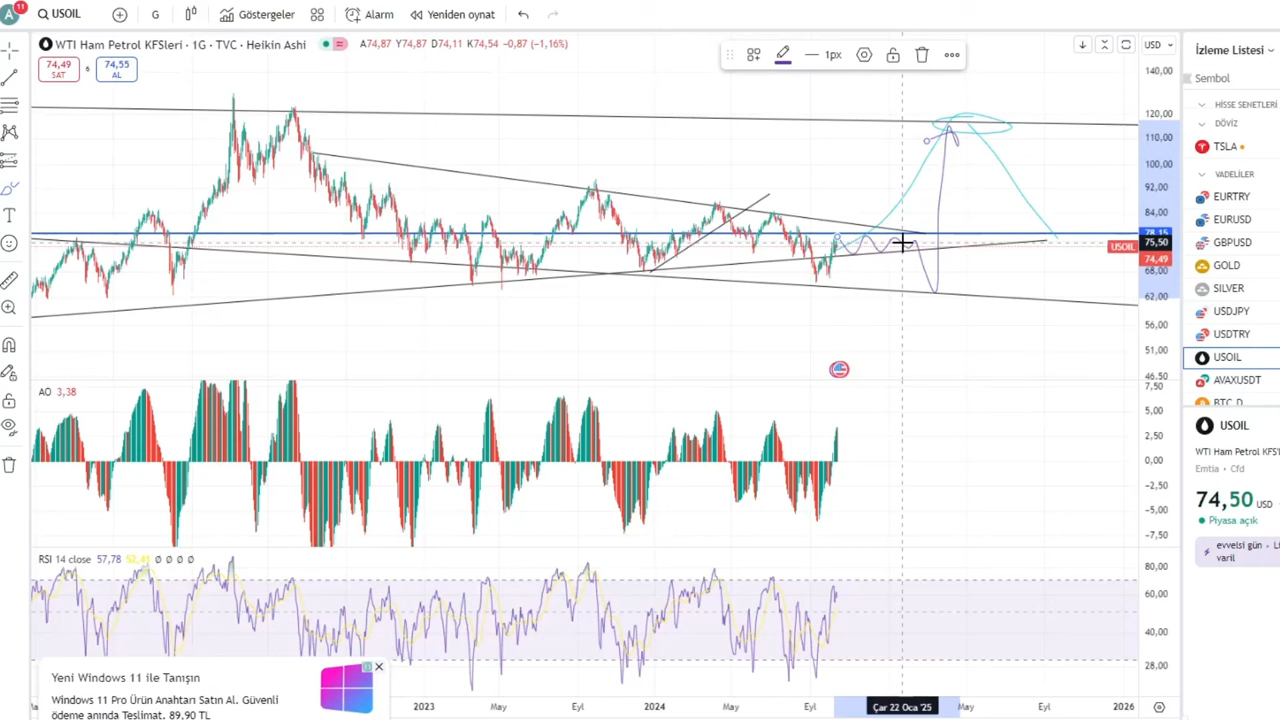 A
11
USOIL
G
Göstergeler
Alarm
Yeniden oynat
WTI Ham Petrol KFSleri · 1G · TVC · Heikin Ashi
A74,87 Y74,87 D74,11 K74,54 -0,87 (-1,16%)
74,49
SAT
6
74,55
AL
1px
USD
140,00
120,00
110,00
100,00
92,00
84,00
78,15
75,50
USOIL
74,49
68,00
62,00
56,00
51,00
46,50
AO 3,38
7,50
5,00
2,50
0,00
-2,50
-5,00
-7,50
RSI 14 close 57,78 52,41 Ø Ø Ø Ø
80,00
60,00
40,00
28,00
2023
May
Eyl
2024
May
Eyl
Çar 22 Oca '25
May
Eyl
2026
Yeni Windows 11 ile Tanışın
Windows 11 Pro Ürün Anahtarı Satın Al. Güvenli
ödeme anında Teslimat. 89,90 TL
İzleme Listesi
Sembol
HİSSE SENETLERİ
DÖVİZ
TSLA
VADELİLER
EURTRY
EURUSD
GBPUSD
GOLD
SILVER
USDJPY
USDTRY
USOIL
AVAXUSDT
BTC.D
USOIL
WTI Ham Petrol KFS'l
Emtia · Cfd
74,50 USD
Piyasa açık
evvelsi gün
varil